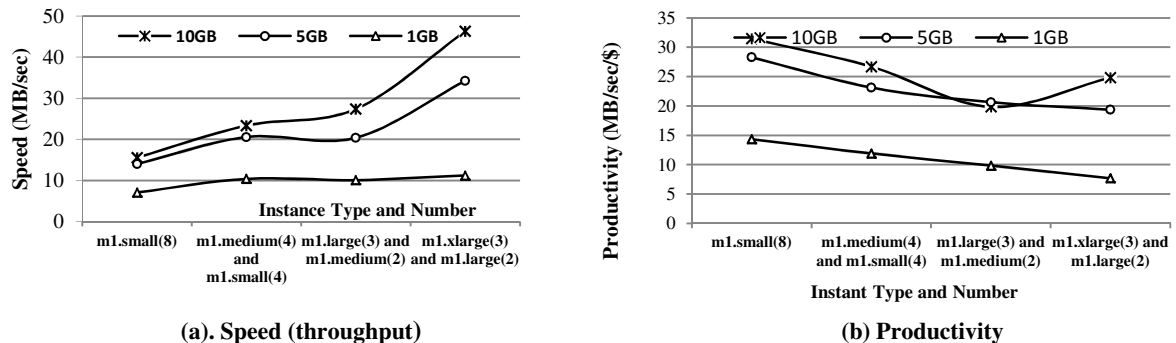 50
40
30
20
10
0
Speed (MB/sec)
10GB 5GB 1GB
Instance Type and Number
m1.small(8) m1.medium(4) and m1.small(4) m1.large(3) and m1.medium(2) m1.xlarge(3) and m1.large(2)
(a). Speed (throughput)
35
30
25
20
15
10
5
0
Productivity (MB/sec/$)
10GB 5GB 1GB
m1.small(8) m1.medium(4) and m1.small(4) m1.large(3) and m1.medium(2) m1.xlarge(3) and m1.large(2)
Instant Type and Number
(b) Productivity